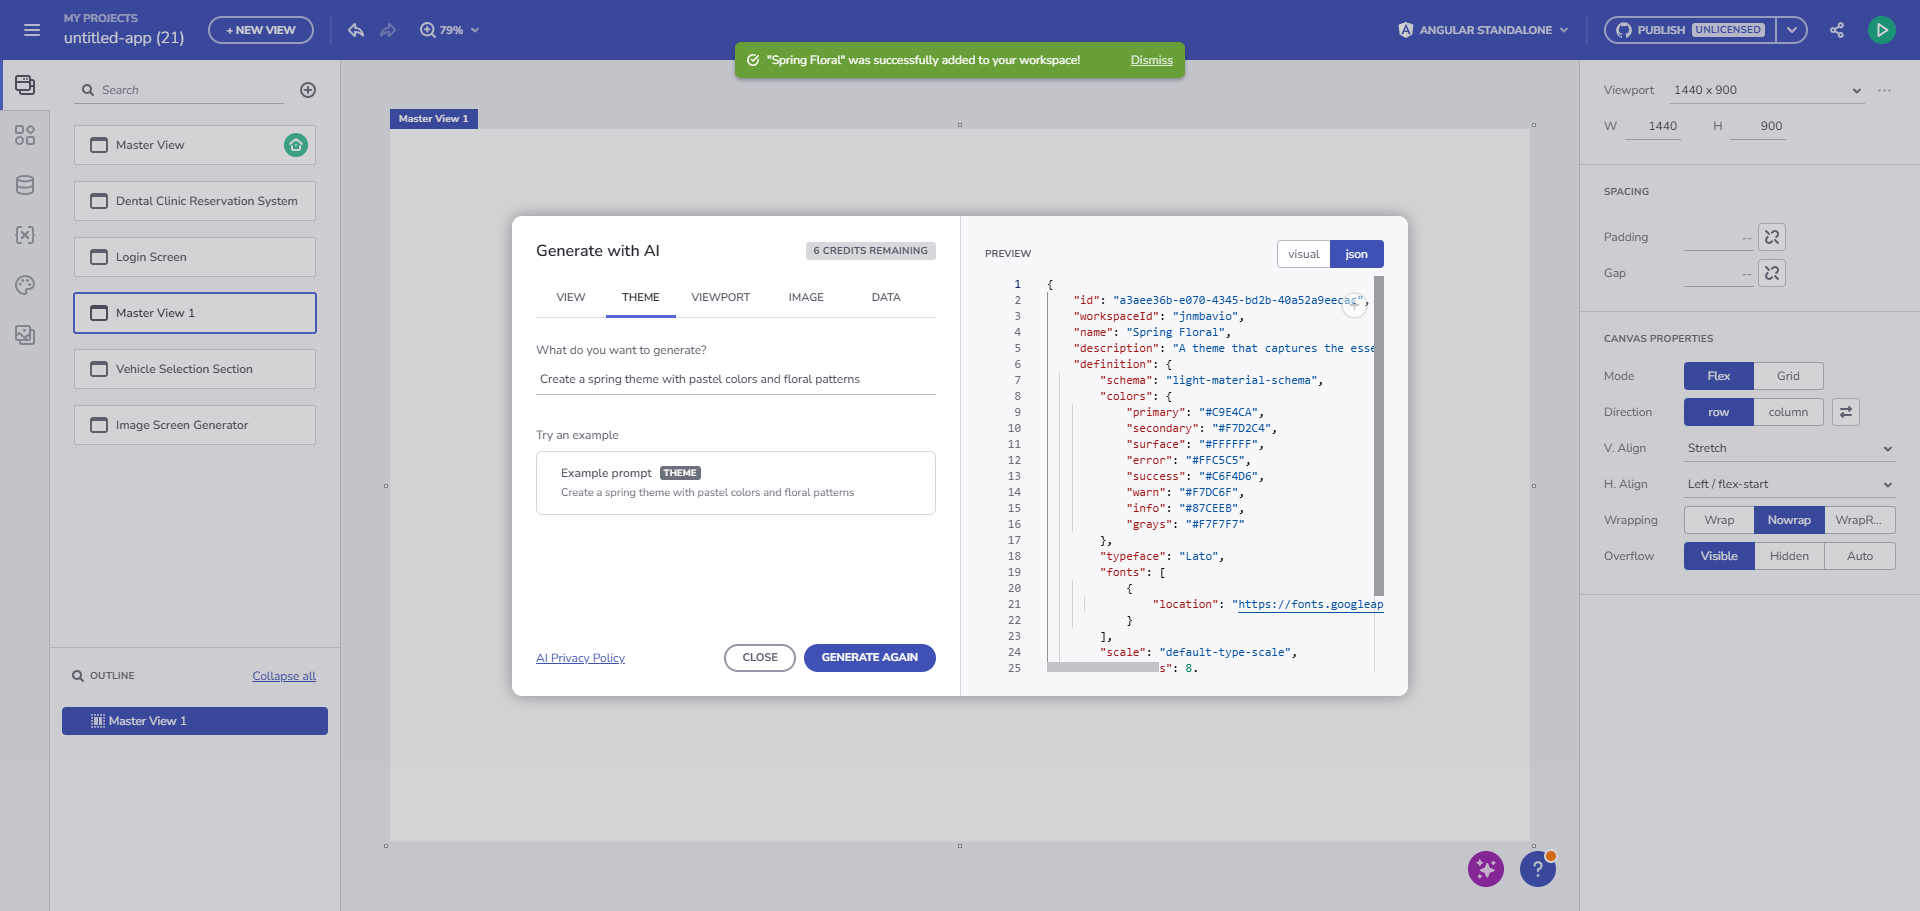 MY PROJECTS
untitled-app (21)
+ NEW VIEW
79%
ANGULAR STANDALONE
PUBLISH UNLICENSED
"Spring Floral" was successfully added to your workspace!
Dismiss
Search
Master View
Dental Clinic Reservation System
Login Screen
Master View 1
Vehicle Selection Section
Image Screen Generator
OUTLINE
Collapse all
Master View 1
Master View 1
Generate with AI
6 CREDITS REMAINING
VIEW
THEME
VIEWPORT
IMAGE
DATA
What do you want to generate?
Create a spring theme with pastel colors and floral patterns
Try an example
Example prompt THEME
Create a spring theme with pastel colors and floral patterns
AI Privacy Policy
CLOSE
GENERATE AGAIN
PREVIEW
visual
json
1 {
2 "id": "a3aee36b-e070-4345-bd2b-40a52a9eecac",
3 "workspaceId": "jnmbavio",
4 "name": "Spring Floral",
5 "description": "A theme that captures the esse
6 "definition": {
7 "schema": "light-material-schema",
8 "colors": {
9 "primary": "#C9E4CA",
10 "secondary": "#F7D2C4",
11 "surface": "#FFFFFF",
12 "error": "#FFC5C5",
13 "success": "#C6F4D6",
14 "warn": "#F7DC6F",
15 "info": "#87CEEB",
16 "grays": "#F7F7F7"
17 },
18 "typeface": "Lato",
19 "fonts": [
20 {
21 "location": "https://fonts.googleap
22 }
23 ],
24 "scale": "default-type-scale",
25 s": 8,
Viewport 1440 x 900
W 1440 H 900
SPACING
Padding --
Gap --
CANVAS PROPERTIES
Mode Flex Grid
Direction row column
V. Align Stretch
H. Align Left / flex-start
Wrapping Wrap Nowrap WrapR...
Overflow Visible Hidden Auto
?